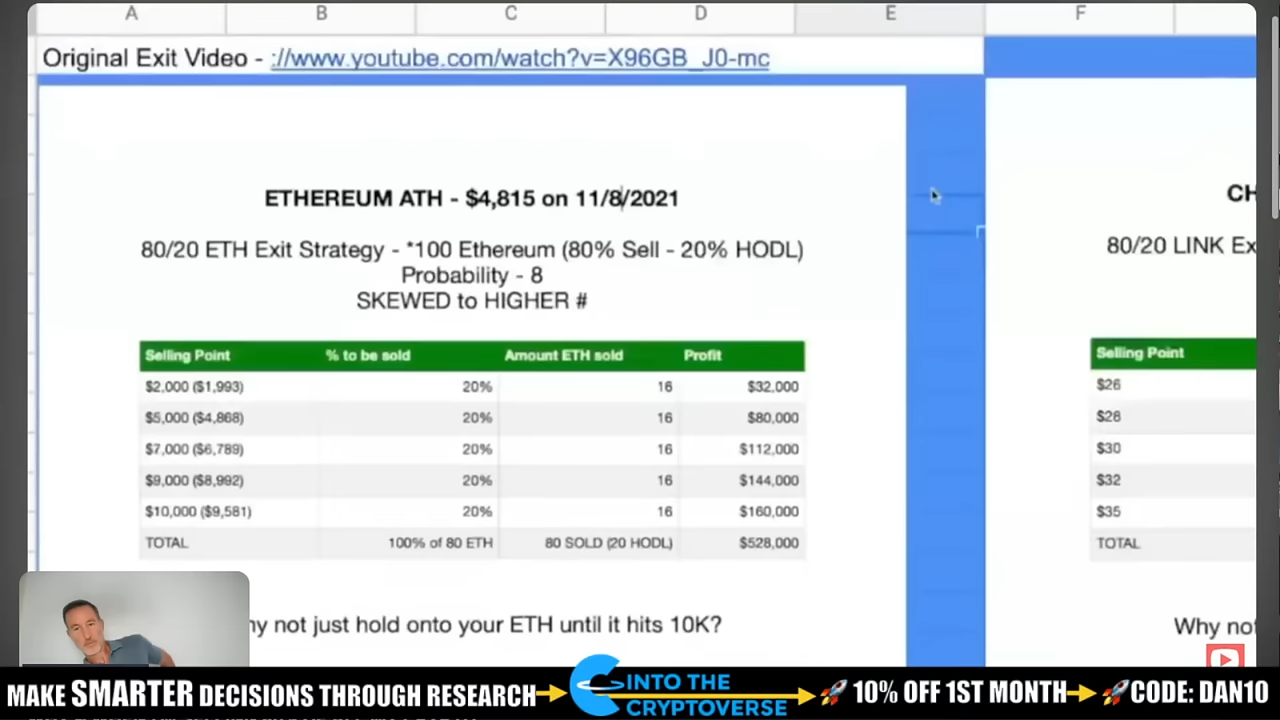 A B C D E F
Original Exit Video - ://www.youtube.com/watch?v=X96GB_J0-mc
ETHEREUM ATH - $4,815 on 11/8/2021
80/20 ETH Exit Strategy - *100 Ethereum (80% Sell - 20% HODL)
Probability - 8
SKEWED to HIGHER #
Selling Point % to be sold Amount ETH sold Profit
$2,000 ($1,993) 20% 16 $32,000
$5,000 ($4,868) 20% 16 $80,000
$7,000 ($6,789) 20% 16 $112,000
$9,000 ($8,992) 20% 16 $144,000
$10,000 ($9,581) 20% 16 $160,000
TOTAL 100% of 80 ETH 80 SOLD (20 HODL) $528,000
hy not just hold onto your ETH until it hits 10K?
CH
80/20 LINK Ex
Selling Point
$26
$28
$30
$32
$35
TOTAL
Why not
MAKE SMARTER DECISIONS THROUGH RESEARCH
INTO THE
CRYPTOVERSE
10% OFF 1ST MONTH
CODE: DAN10